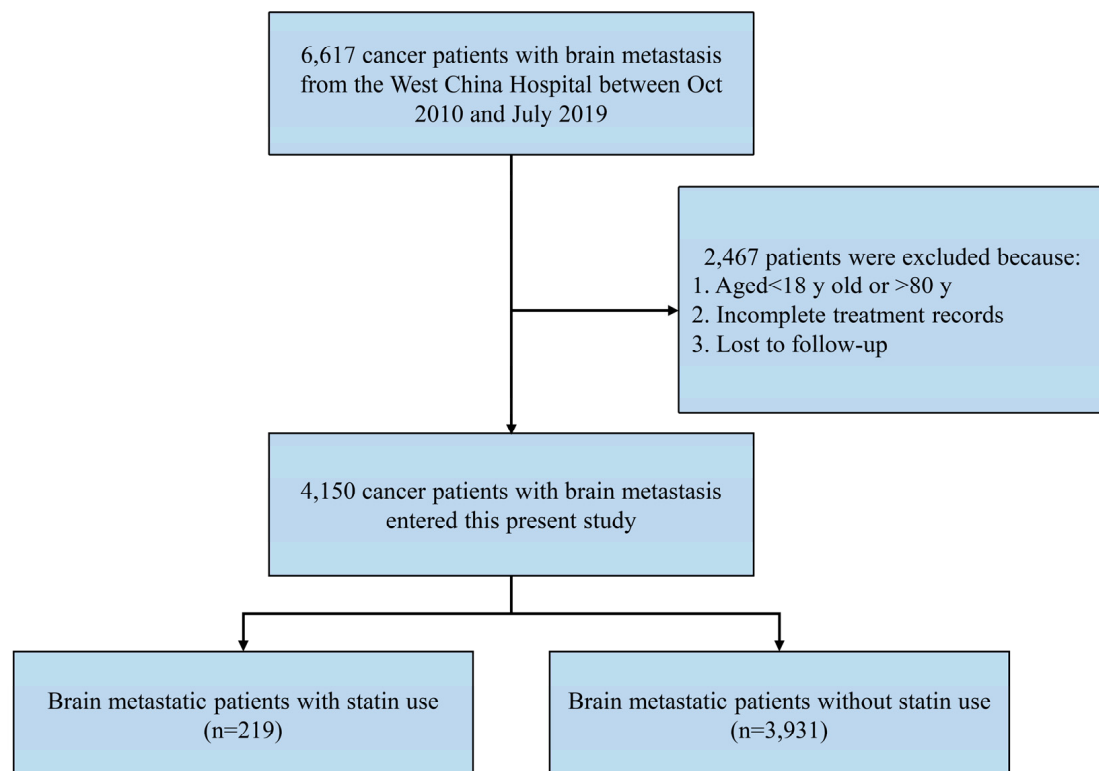 6,617 cancer patients with brain metastasis
from the West China Hospital between Oct
2010 and July 2019
2,467 patients were excluded because:
1. Aged<18 y old or >80 y
2. Incomplete treatment records
3. Lost to follow-up
4,150 cancer patients with brain metastasis
entered this present study
Brain metastatic patients with statin use
(n=219)
Brain metastatic patients without statin use
(n=3,931)